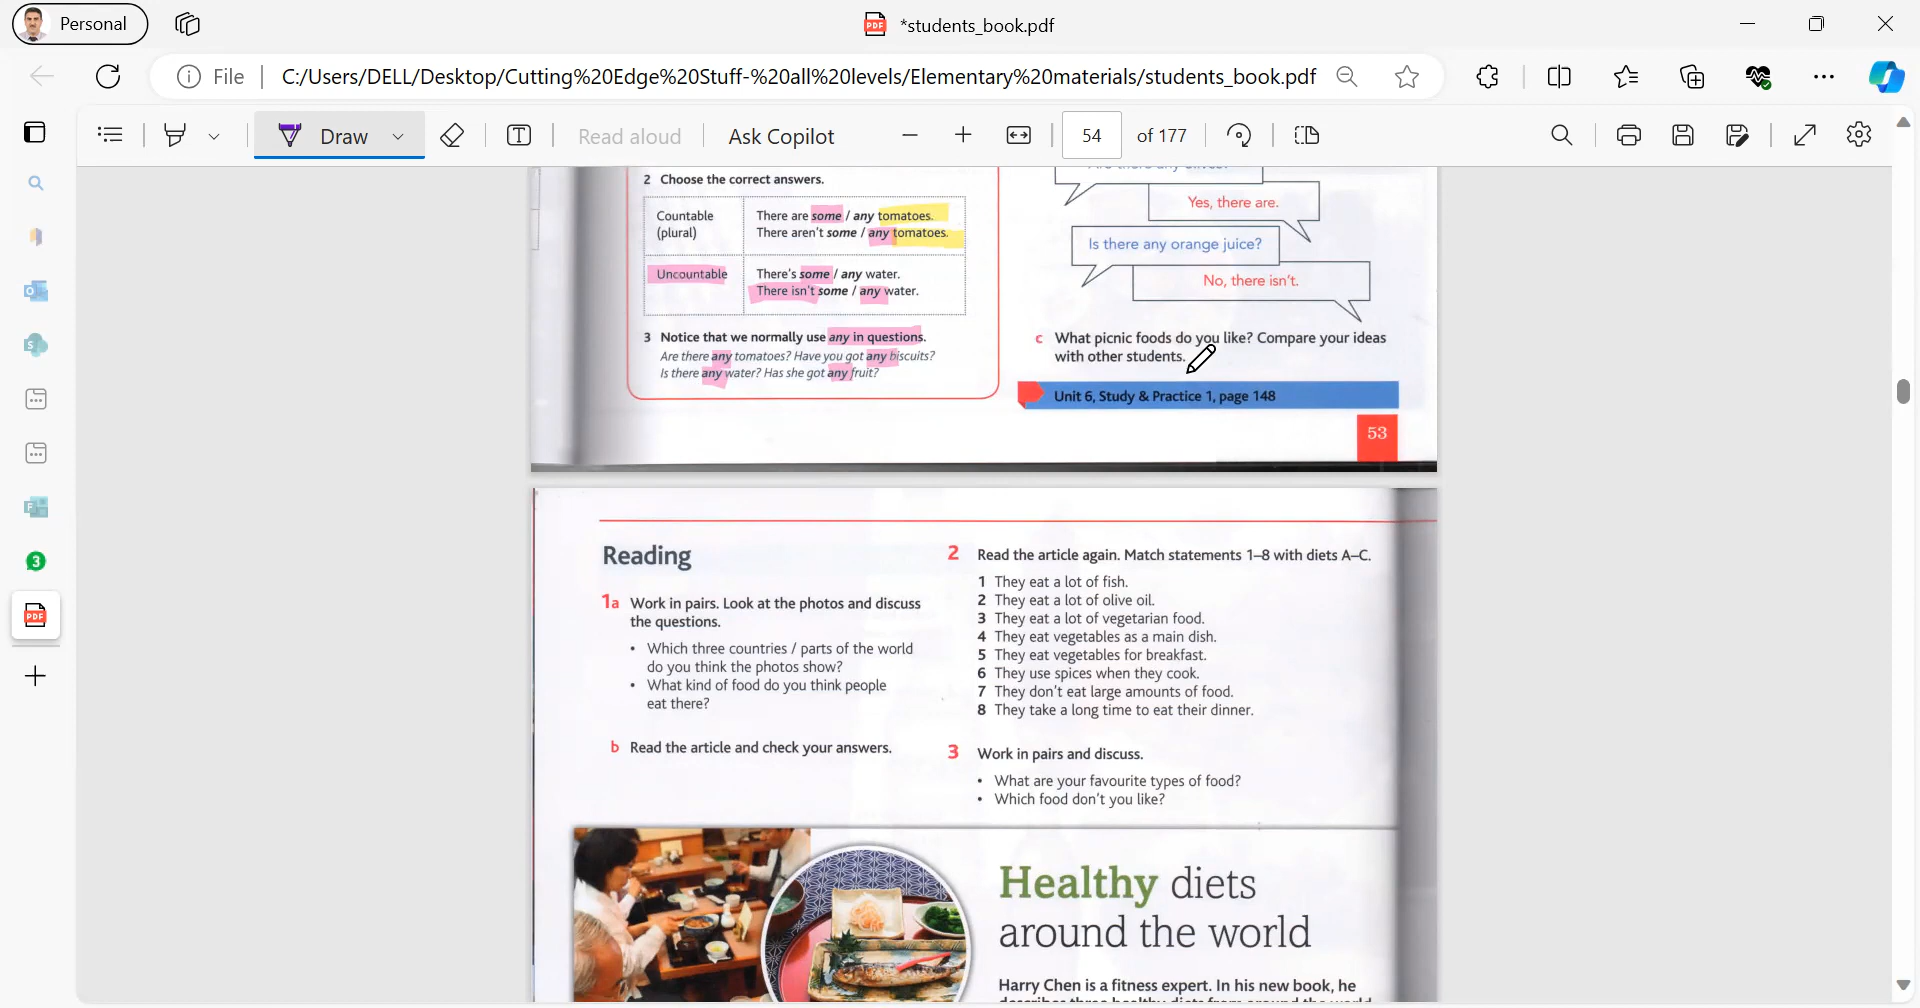 Personal
*students_book.pdf
File
C:/Users/DELL/Desktop/Cutting%20Edge%20Stuff-%20all%20levels/Elementary%20materials/students_book.pdf
Draw
Read aloud
Ask Copilot
54 of 177
2 Choose the correct answers.
Countable (plural)
There are some / any tomatoes.
There aren't some / any tomatoes.
Uncountable
There's some / any water.
There isn't some / any water.
3 Notice that we normally use any in questions.
Are there any tomatoes? Have you got any biscuits?
Is there any water? Has she got any fruit?
Yes, there are.
Is there any orange juice?
No, there isn't.
c What picnic foods do you like? Compare your ideas
with other students.
Unit 6, Study & Practice 1, page 148
53
Reading
1a Work in pairs. Look at the photos and discuss
the questions.
• Which three countries / parts of the world
do you think the photos show?
• What kind of food do you think people
eat there?
b Read the article and check your answers.
2 Read the article again. Match statements 1–8 with diets A–C.
1 They eat a lot of fish.
2 They eat a lot of olive oil.
3 They eat a lot of vegetarian food.
4 They eat vegetables as a main dish.
5 They eat vegetables for breakfast.
6 They use spices when they cook.
7 They don't eat large amounts of food.
8 They take a long time to eat their dinner.
3 Work in pairs and discuss.
• What are your favourite types of food?
• Which food don't you like?
Healthy diets
around the world
Harry Chen is a fitness expert. In his new book, he